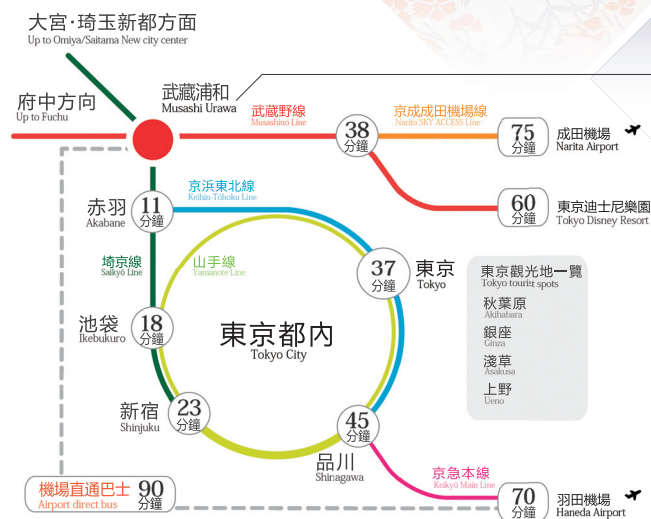 大宮·琦玉新都方面
Up to Omiya/Saitama New city center
府中方向
Up to Fuchu
武藏浦和
Musashi Urawa
武蔵野線
Musashino Line
38
分鐘
京成成田機場線
Narita SKY ACCESS Line
75
分鐘
成田機場
Narita Airport
60
分鐘
東京迪士尼樂園
Tokyo Disney Resort
赤羽
Akabane
11
分鐘
京浜東北線
Keihin-Tōhoku Line
埼京線
Saikyō Line
山手線
Yamanote Line
37
分鐘
東京
Tokyo
池袋
Ikebukuro
18
分鐘
東京都内
Tokyo City
新宿
Shinjuku
23
分鐘
45
分鐘
品川
Shinagawa
東京觀光地一覽
Tokyo tourist spots
秋葉原
Akihabara
銀座
Ginza
淺草
Asakusa
上野
Ueno
京急本線
Keikyū Main Line
機場直通巴士
Airport direct bus
90
分鐘
70
分鐘
羽田機場
Haneda Airport